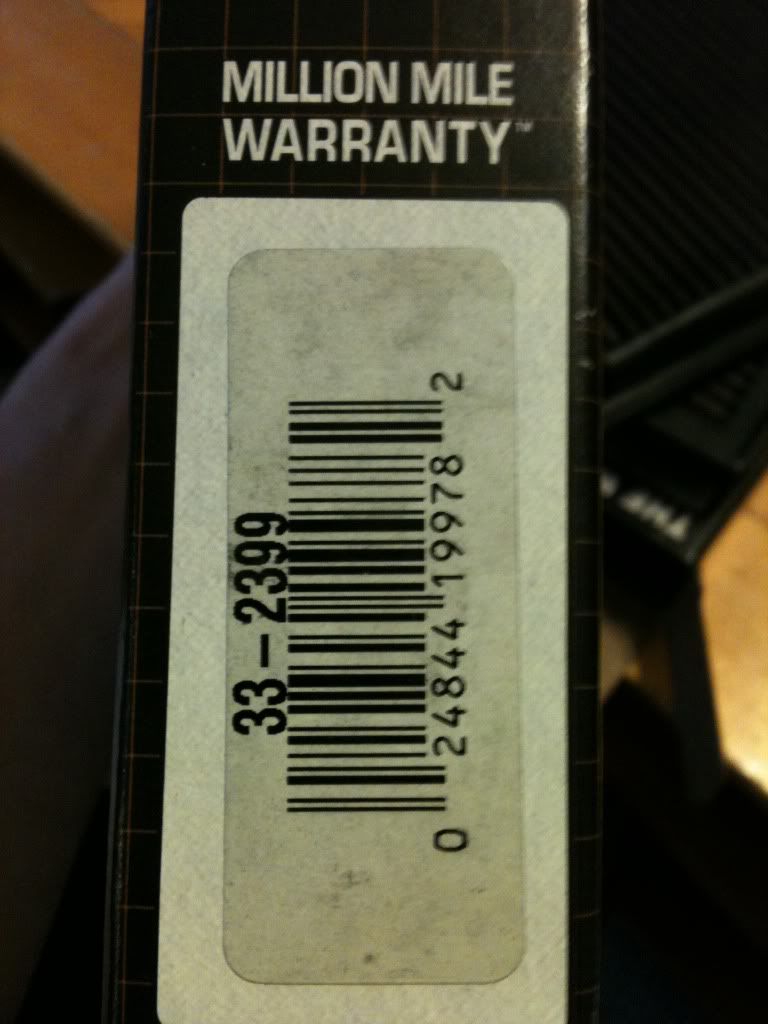 MILLION MILE
WARRANTY™
33-2399
0 24844 19978 2